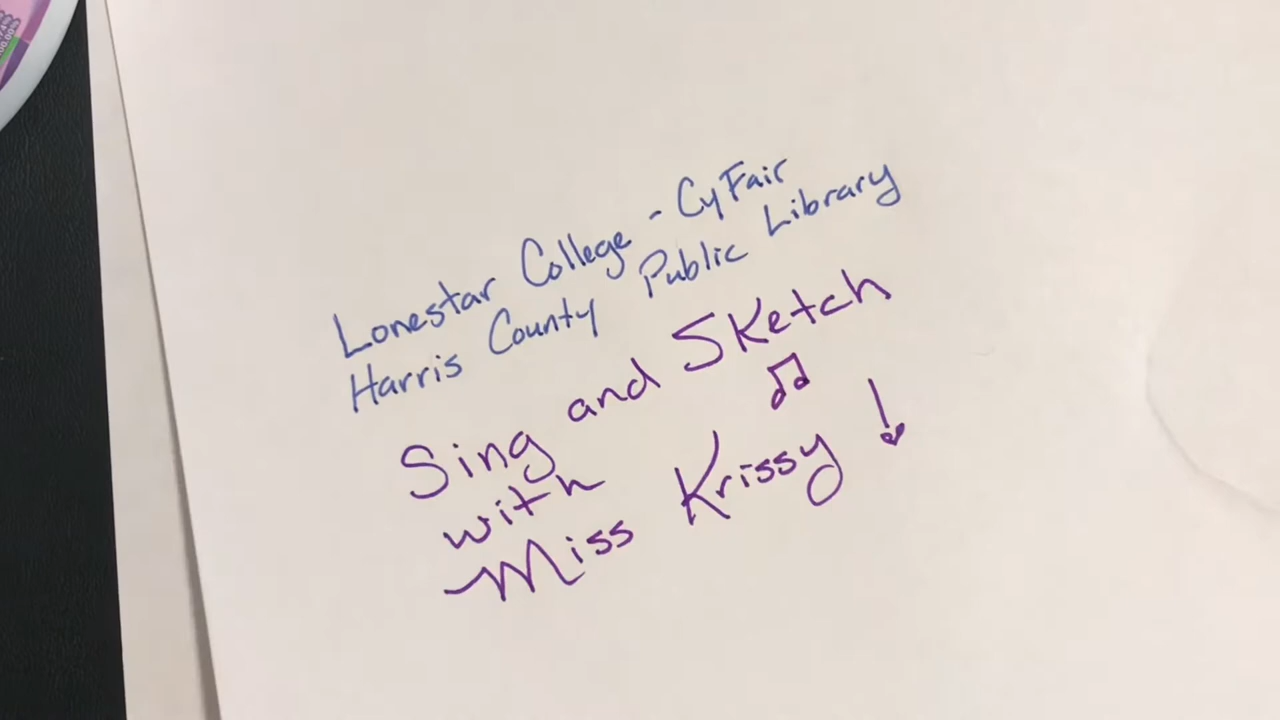 Lonestar College - CyFair
Harris County Public Library
Sing and Sketch
with
Miss Krissy